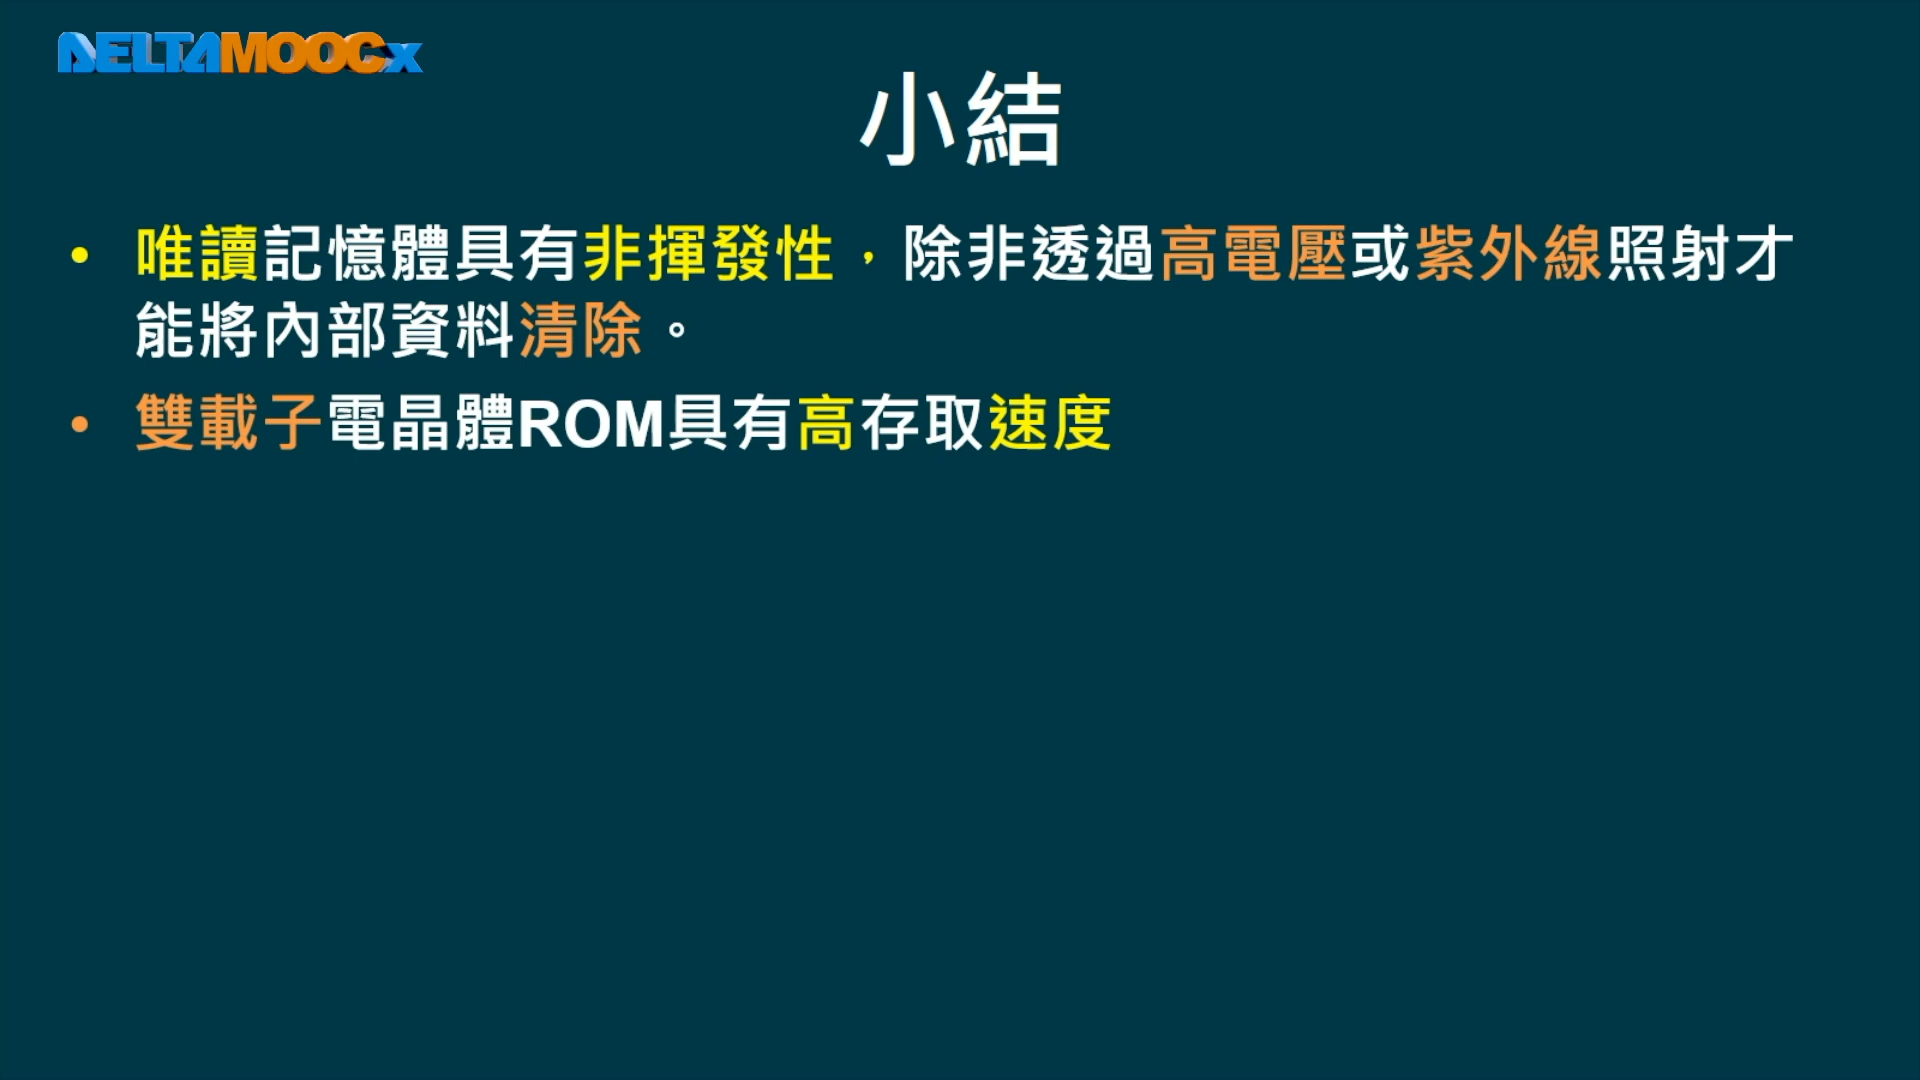 DELTAMOOCx
小結
• 唯讀記憶體具有非揮發性，除非透過高電壓或紫外線照射才
能將內部資料清除。
• 雙載子電晶體ROM具有高存取速度